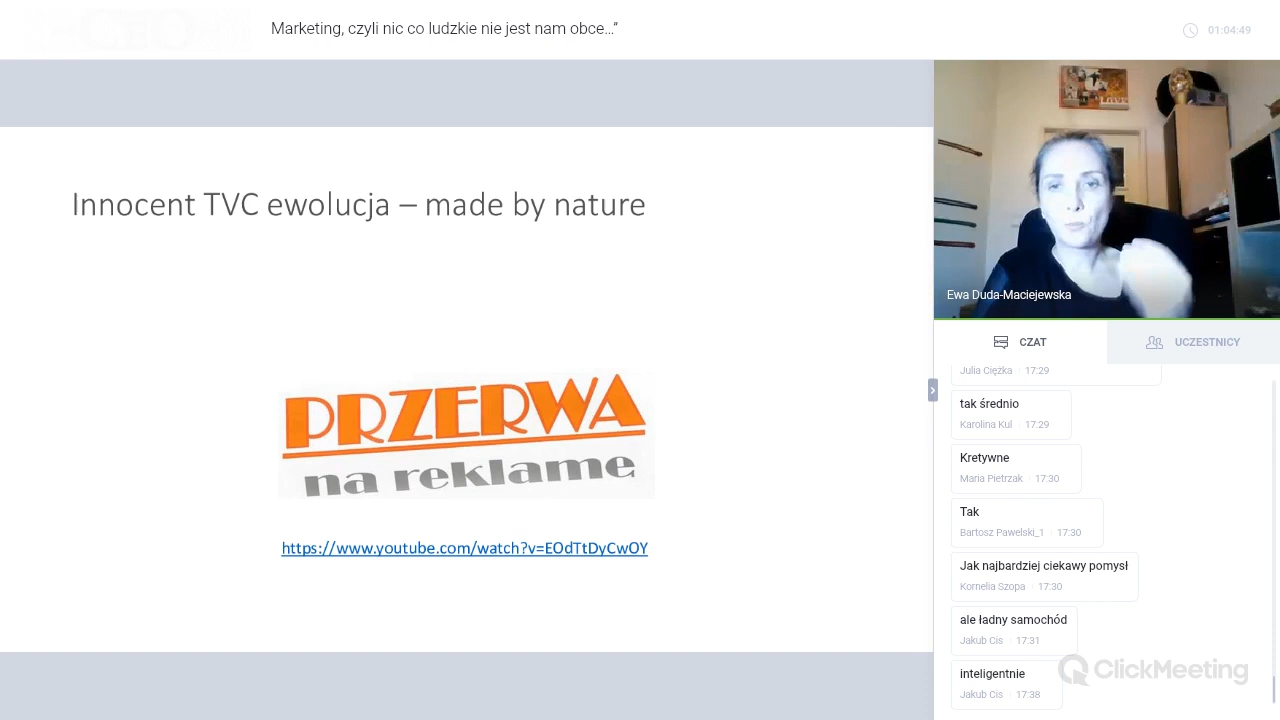 Marketing, czyli nic co ludzkie nie jest nam obce...”
01:04:49
Innocent TVC ewolucja – made by nature
PRZERWA
na reklamę
https://www.youtube.com/watch?v=EOdTtDyCwOY
Ewa Duda-Maciejewska
CZAT
UCZESTNICY
Julia Ciężka 17:29
tak średnio
Karolina Kul 17:29
Kretywne
Maria Pietrzak 17:30
Tak
Bartosz Pawelski_1 17:30
Jak najbardziej ciekawy pomysł
Kornelia Szopa 17:30
ale ładny samochód
Jakub Cis 17:31
inteligentnie
Jakub Cis 17:38
ClickMeeting